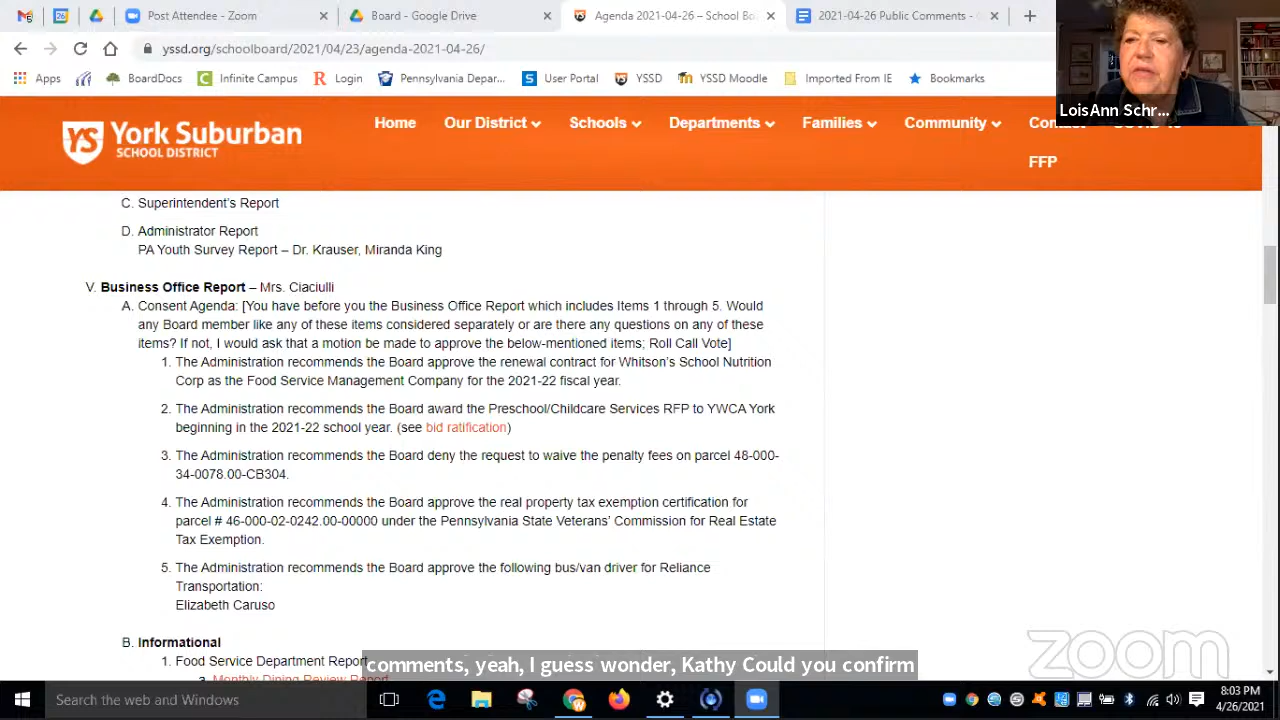 Post Attendee - Zoom
Board - Google Drive
Agenda 2021-04-26 – School Bo
2021-04-26 Public Comments - G
yssd.org/schoolboard/2021/04/23/agenda-2021-04-26/
Apps
BoardDocs
Infinite Campus
Login
Pennsylvania Depar...
User Portal
YSSD
YSSD Moodle
Imported From IE
Bookmarks
LoisAnn Schr...
YS York Suburban
SCHOOL DISTRICT
Home
Our District
Schools
Departments
Families
Community
FFP
C. Superintendent's Report
D. Administrator Report
PA Youth Survey Report – Dr. Krauser, Miranda King
V. Business Office Report – Mrs. Ciaciulli
A. Consent Agenda: [You have before you the Business Office Report which includes Items 1 through 5. Would
any Board member like any of these items considered separately or are there any questions on any of these
items? If not, I would ask that a motion be made to approve the below-mentioned items; Roll Call Vote]
1. The Administration recommends the Board approve the renewal contract for Whitson's School Nutrition
Corp as the Food Service Management Company for the 2021-22 fiscal year.
2. The Administration recommends the Board award the Preschool/Childcare Services RFP to YWCA York
beginning in the 2021-22 school year. (see bid ratification)
3. The Administration recommends the Board deny the request to waive the penalty fees on parcel 48-000-
34-0078.00-CB304.
4. The Administration recommends the Board approve the real property tax exemption certification for
parcel # 46-000-02-0242.00-00000 under the Pennsylvania State Veterans' Commission for Real Estate
Tax Exemption.
5. The Administration recommends the Board approve the following bus/van driver for Reliance
Transportation:
Elizabeth Caruso
B. Informational
1. Food Service Department Report
a. Monthly Dining Review Report
comments, yeah, I guess wonder, Kathy Could you confirm
zoom
Search the web and Windows
8:03 PM
4/26/2021